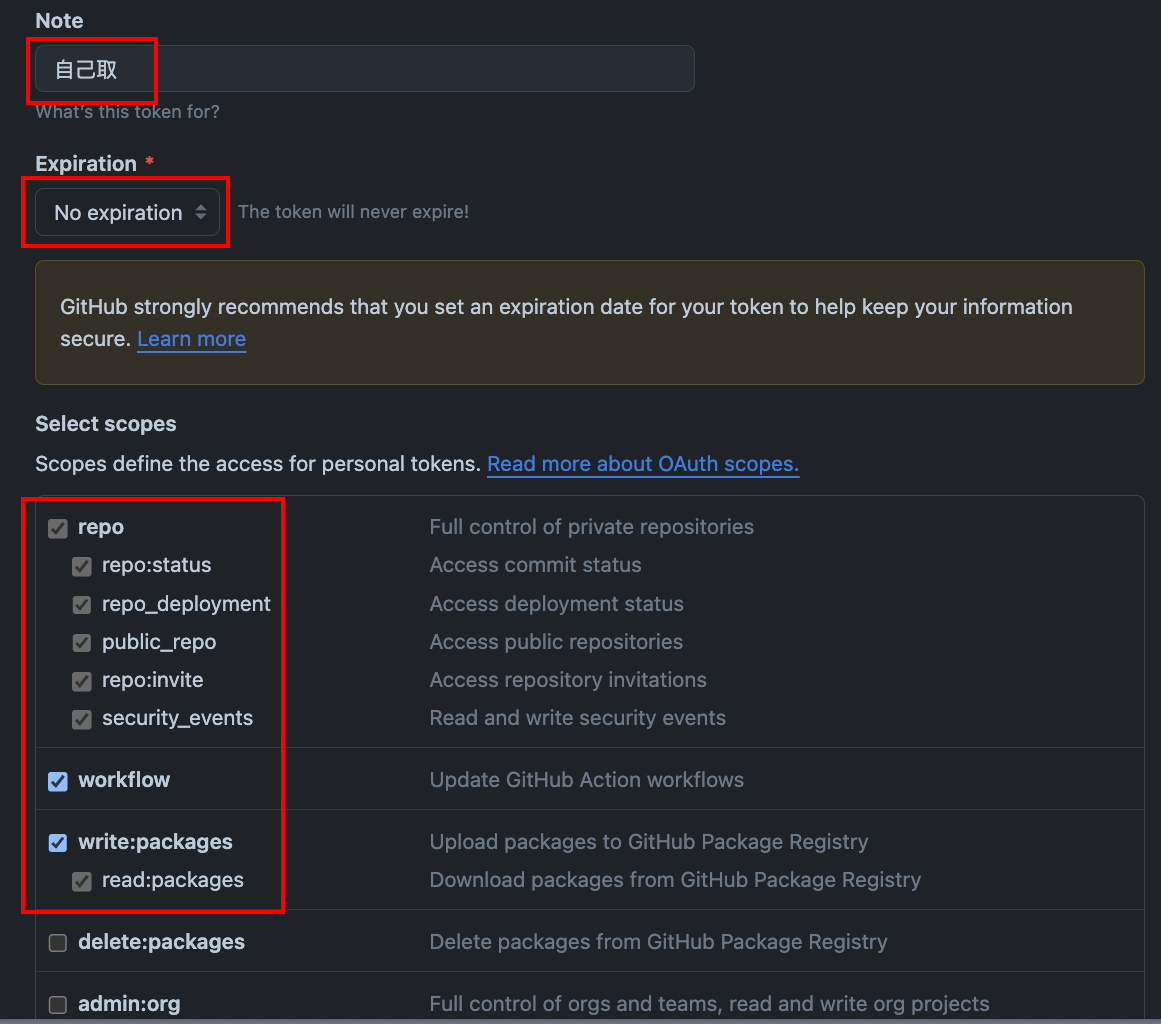 Note
自己取
What's this token for?
Expiration *
No expiration
The token will never expire!
GitHub strongly recommends that you set an expiration date for your token to help keep your information
secure. Learn more
Select scopes
Scopes define the access for personal tokens. Read more about OAuth scopes.
repo Full control of private repositories
repo:status Access commit status
repo_deployment Access deployment status
public_repo Access public repositories
repo:invite Access repository invitations
security_events Read and write security events
workflow Update GitHub Action workflows
write:packages Upload packages to GitHub Package Registry
read:packages Download packages from GitHub Package Registry
delete:packages Delete packages from GitHub Package Registry
admin:org Full control of orgs and teams, read and write org projects